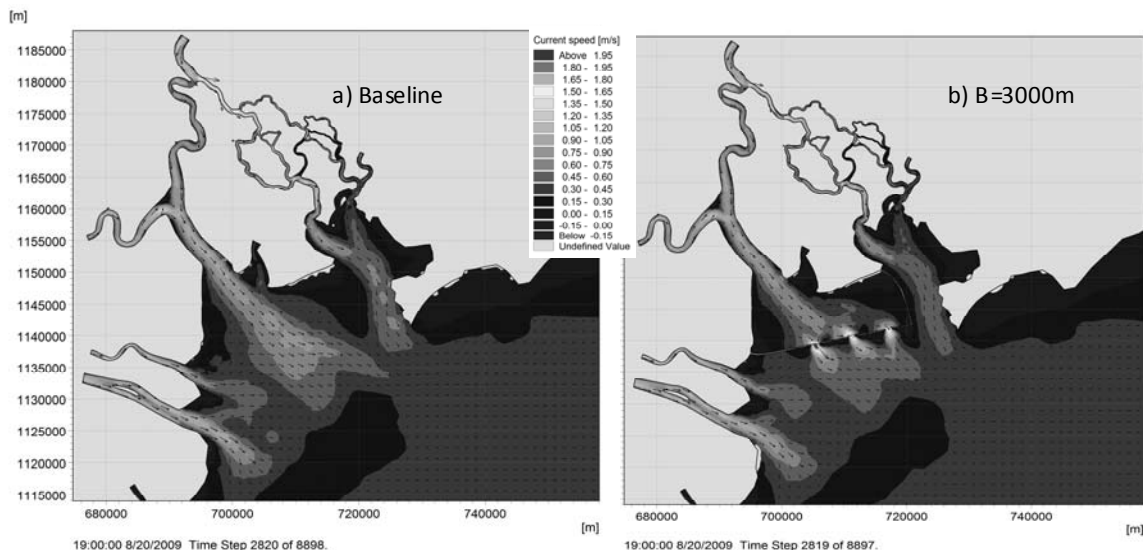 [m]
1185000
1180000
1175000
1170000
1165000
1160000
1155000
1150000
1145000
1140000
1135000
1130000
1125000
1120000
1115000
680000 700000 720000 740000
[m]
19:00:00 8/20/2009 Time Step 2820 of 8898.
a) Baseline
Current speed [m/s]
Above 1.95
1.80 - 1.95
1.65 - 1.80
1.50 - 1.65
1.35 - 1.50
1.20 - 1.35
1.05 - 1.20
0.90 - 1.05
0.75 - 0.90
0.60 - 0.75
0.45 - 0.60
0.30 - 0.45
0.15 - 0.30
0.00 - 0.15
-0.15 - 0.00
Below -0.15
Undefined Value
b) B=3000m
680000 700000 720000 740000
[m]
19:00:00 8/20/2009 Time Step 2819 of 8897.